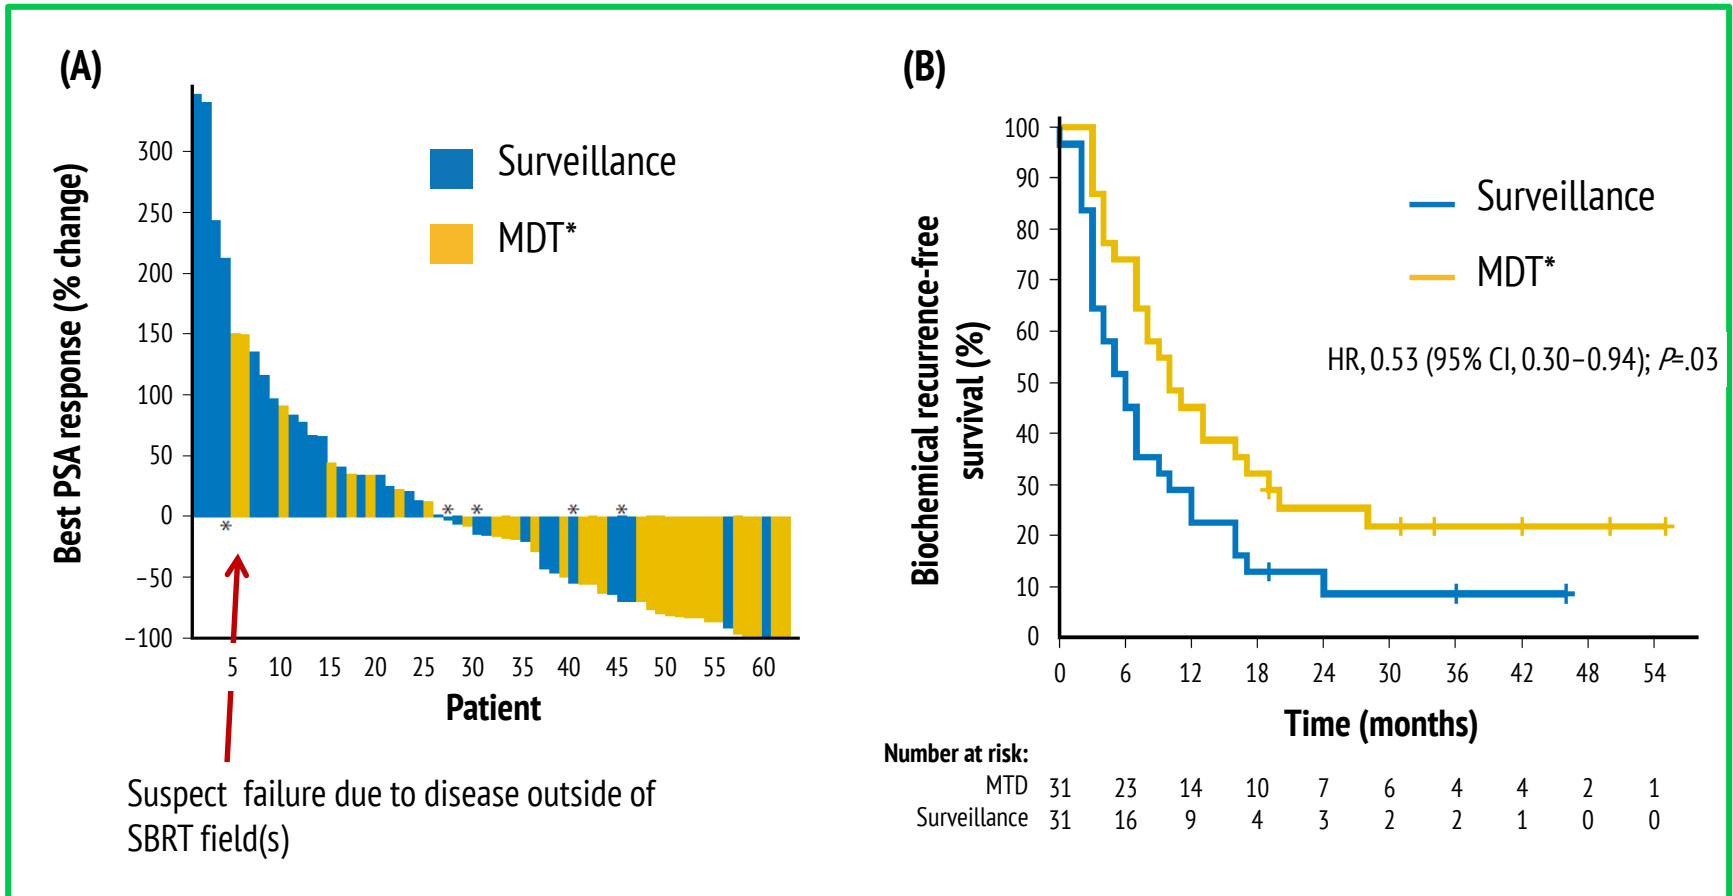 (A)
Best PSA response (% change)
300
250
200
150
100
50
0
–50
–100
Surveillance
MDT*
*
*
*
*
*
5 10 15 20 25 30 35 40 45 50 55 60
Patient
Suspect failure due to disease outside of
SBRT field(s)
(B)
Biochemical recurrence-free
survival (%)
100
90
80
70
60
50
40
30
20
10
0
Surveillance
MDT*
HR, 0.53 (95% CI, 0.30–0.94); P=.03
0 6 12 18 24 30 36 42 48 54
Time (months)
Number at risk:
MTD 31 23 14 10 7 6 4 4 2 1
Surveillance 31 16 9 4 3 2 2 1 0 0